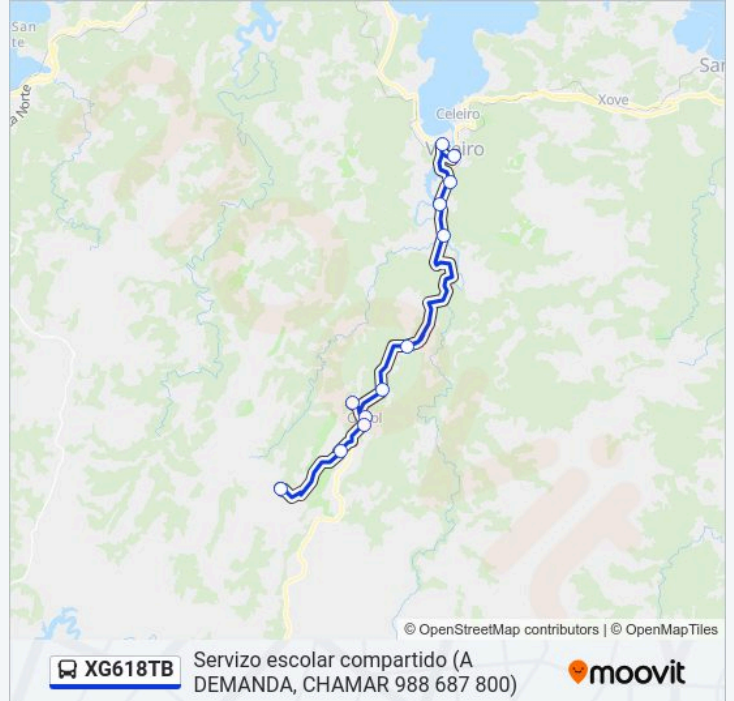 San
te
a Norte
San
Xove
Celeiro
Viveiro
© OpenStreetMap contributors | © OpenMapTiles
XG618TB
Servizo escolar compartido (A
DEMANDA, CHAMAR 988 687 800)
moovit